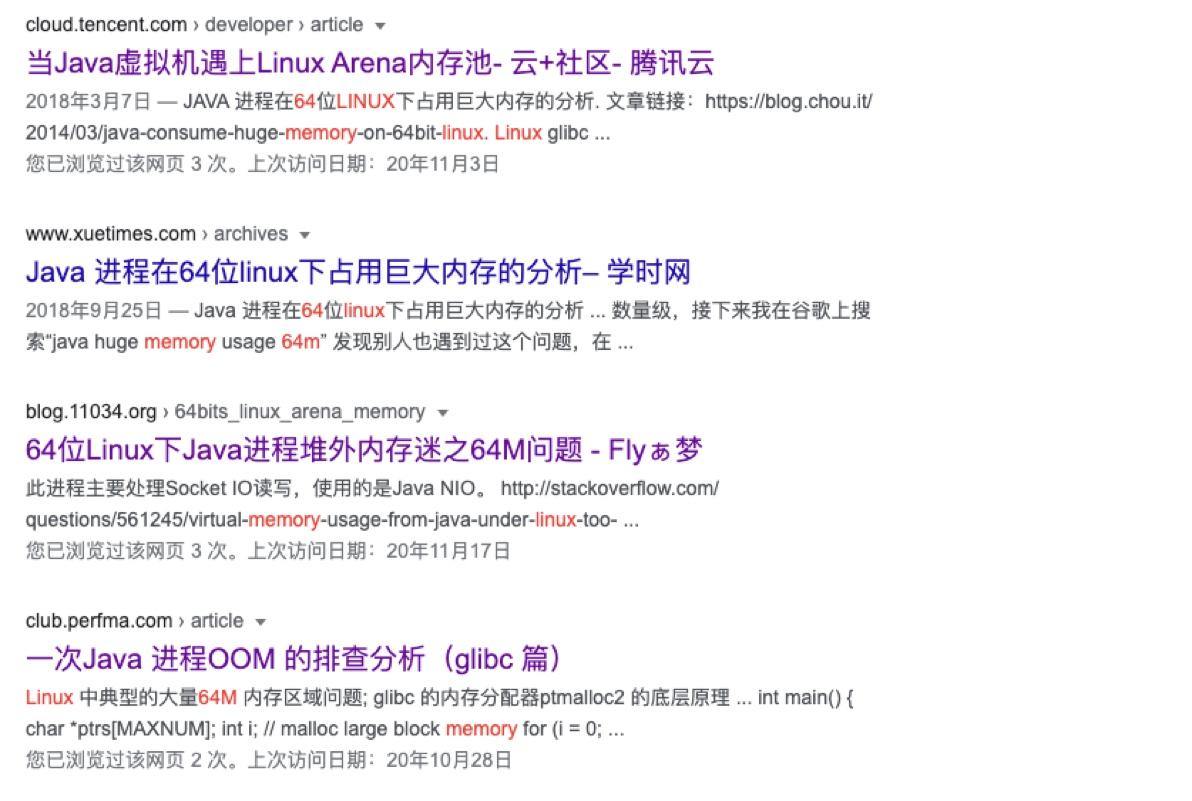 cloud.tencent.com › developer › article
当Java虚拟机遇上Linux Arena内存池- 云+社区- 腾讯云
2018年3月7日 — JAVA 进程在64位LINUX下占用巨大内存的分析. 文章链接：https://blog.chou.it/
2014/03/java-consume-huge-memory-on-64bit-linux. Linux glibc ...
您已浏览过该网页 3 次。上次访问日期：20年11月3日
www.xuetimes.com › archives
Java 进程在64位linux下占用巨大内存的分析– 学时网
2018年9月25日 — Java 进程在64位linux下占用巨大内存的分析 ... 数量级，接下来我在谷歌上搜
索“java huge memory usage 64m” 发现别人也遇到过这个问题，在 ...
blog.11034.org › 64bits_linux_arena_memory
64位Linux下Java进程堆外内存迷之64M问题 - Flyぁ梦
此进程主要处理Socket IO读写，使用的是Java NIO。 http://stackoverflow.com/
questions/561245/virtual-memory-usage-from-java-under-linux-too- ...
您已浏览过该网页 3 次。上次访问日期：20年11月17日
club.perfma.com › article
一次Java 进程OOM 的排查分析（glibc 篇）
Linux 中典型的大量64M 内存区域问题; glibc 的内存分配器ptmalloc2 的底层原理 ... int main() {
char *ptrs[MAXNUM]; int i; // malloc large block memory for (i = 0; ...
您已浏览过该网页 2 次。上次访问日期：20年10月28日